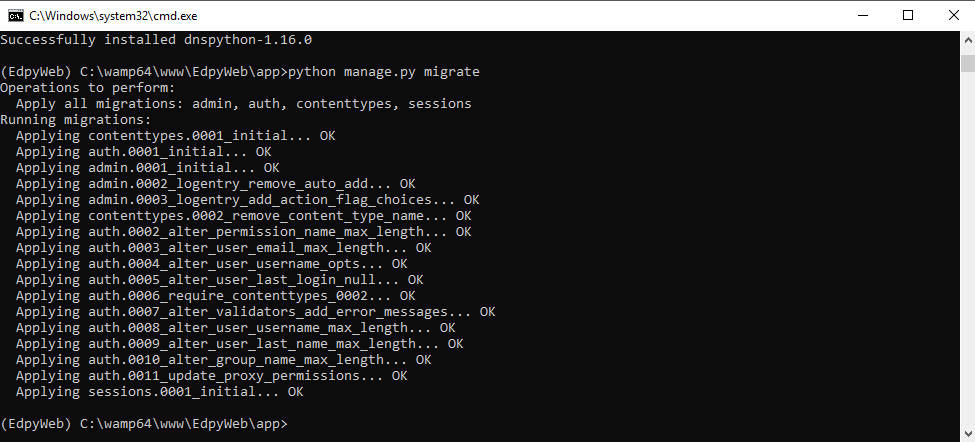 C:\Windows\system32\cmd.exe
Successfully installed dnspython-1.16.0
(EdpyWeb) C:\wamp64\www\EdpyWeb\app>python manage.py migrate
Operations to perform:
  Apply all migrations: admin, auth, contenttypes, sessions
Running migrations:
  Applying contenttypes.0001_initial... OK
  Applying auth.0001_initial... OK
  Applying admin.0001_initial... OK
  Applying admin.0002_logentry_remove_auto_add... OK
  Applying admin.0003_logentry_add_action_flag_choices... OK
  Applying contenttypes.0002_remove_content_type_name... OK
  Applying auth.0002_alter_permission_name_max_length... OK
  Applying auth.0003_alter_user_email_max_length... OK
  Applying auth.0004_alter_user_username_opts... OK
  Applying auth.0005_alter_user_last_login_null... OK
  Applying auth.0006_require_contenttypes_0002... OK
  Applying auth.0007_alter_validators_add_error_messages... OK
  Applying auth.0008_alter_user_username_max_length... OK
  Applying auth.0009_alter_user_last_name_max_length... OK
  Applying auth.0010_alter_group_name_max_length... OK
  Applying auth.0011_update_proxy_permissions... OK
  Applying sessions.0001_initial... OK
(EdpyWeb) C:\wamp64\www\EdpyWeb\app>